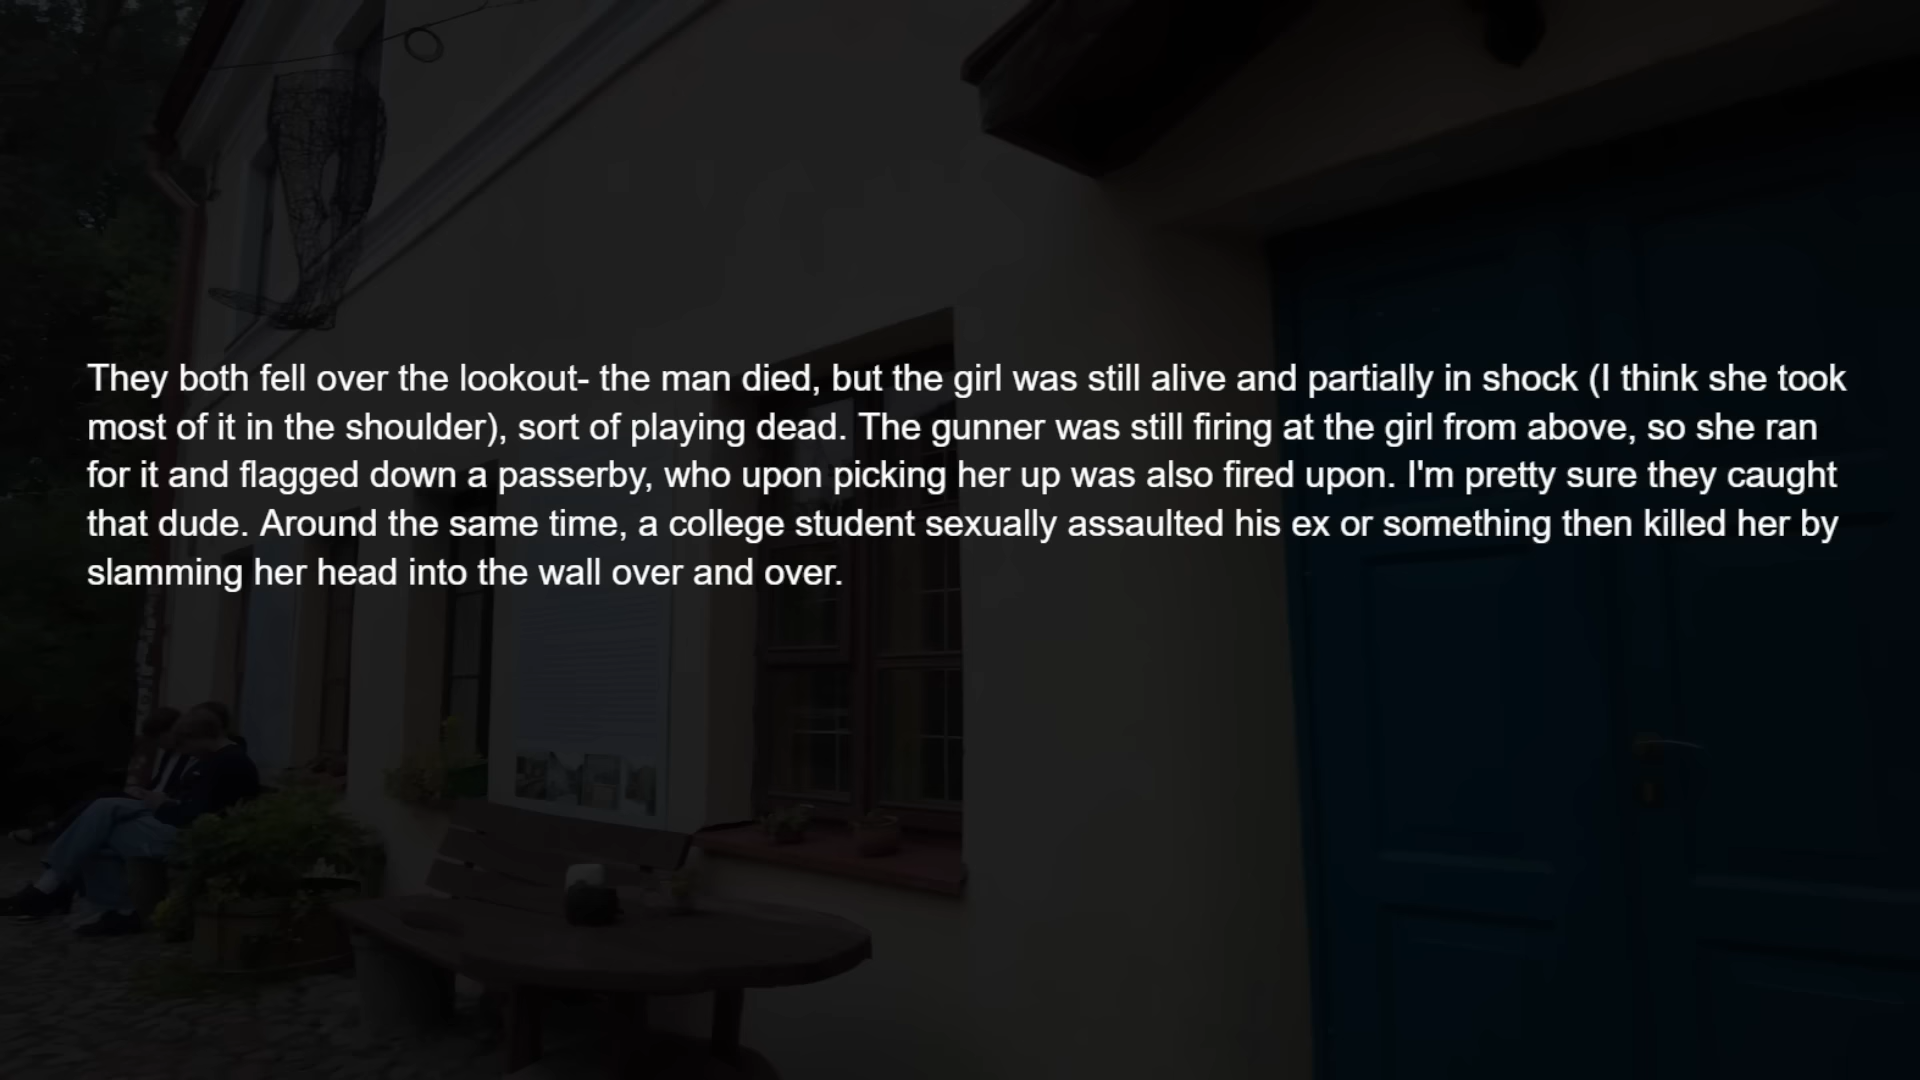 They both fell over the lookout- the man died, but the girl was still alive and partially in shock (I think she took
most of it in the shoulder), sort of playing dead. The gunner was still firing at the girl from above, so she ran
for it and flagged down a passerby, who upon picking her up was also fired upon. I'm pretty sure they caught
that dude. Around the same time, a college student sexually assaulted his ex or something then killed her by
slamming her head into the wall over and over.